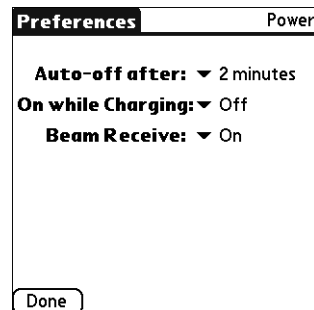 Preferences Power
Auto-off after: 2 minutes
On while Charging: Off
Beam Receive: On
Done